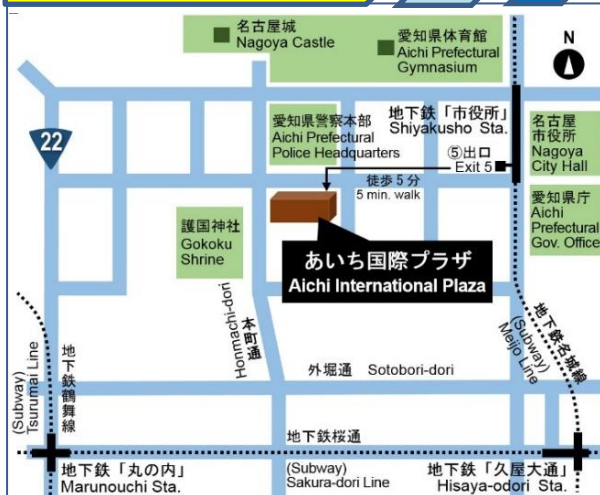 名古屋城
Nagoya Castle
愛知県体育館
Aichi Prefectural
Gymnasium
N
22
愛知県警察本部
Aichi Prefectural
Police Headquarters
地下鉄「市役所」
Shiyakusho Sta.
⑤出口
Exit 5
徒歩5分
5 min. walk
名古屋
市役所
Nagoya
City Hall
愛知県庁
Aichi
Prefectural
Gov. Office
護国神社
Gokoku
Shrine
あいち国際プラザ
Aichi International Plaza
本町通
Honmachi-dori
地下鉄名城線
(Subway)
Meijo Line
地下鉄鶴舞線
(Subway)
Tsurumai Line
外堀通 Sotobori-dori
地下鉄桜通
(Subway)
Sakura-dori Line
地下鉄「丸の内」
Marunouchi Sta.
地下鉄「久屋大通」
Hisaya-odori Sta.